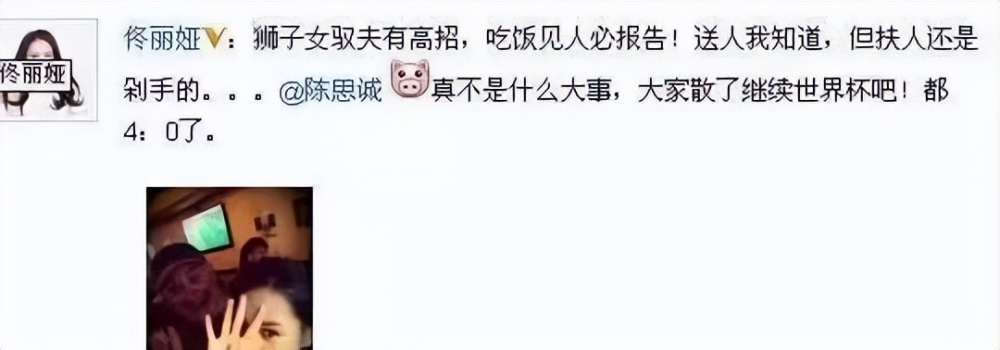 佟丽娅：狮子女驭夫有高招，吃饭见人必报告！送人我知道，但扶人还是
佟丽娅
剁手的。。。@陈思诚 真不是什么大事，大家散了继续世界杯吧！都
4：0了。